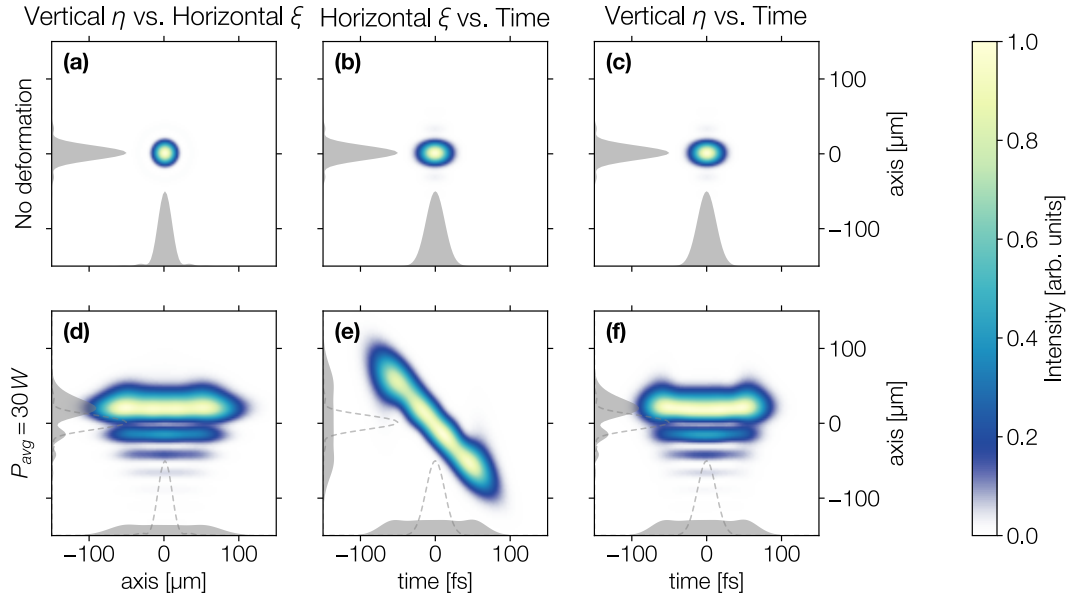 Vertical η vs. Horizontal ξ
Horizontal ξ vs. Time
Vertical η vs. Time
No deformation
(a)
(b)
(c)
100
0
−100
axis [μm]
P_avg = 30 W
(d)
(e)
(f)
100
0
−100
axis [μm]
−100
0
100
axis [μm]
−100
0
100
time [fs]
−100
0
100
time [fs]
1.0
0.8
0.6
0.4
0.2
0.0
Intensity [arb. units]